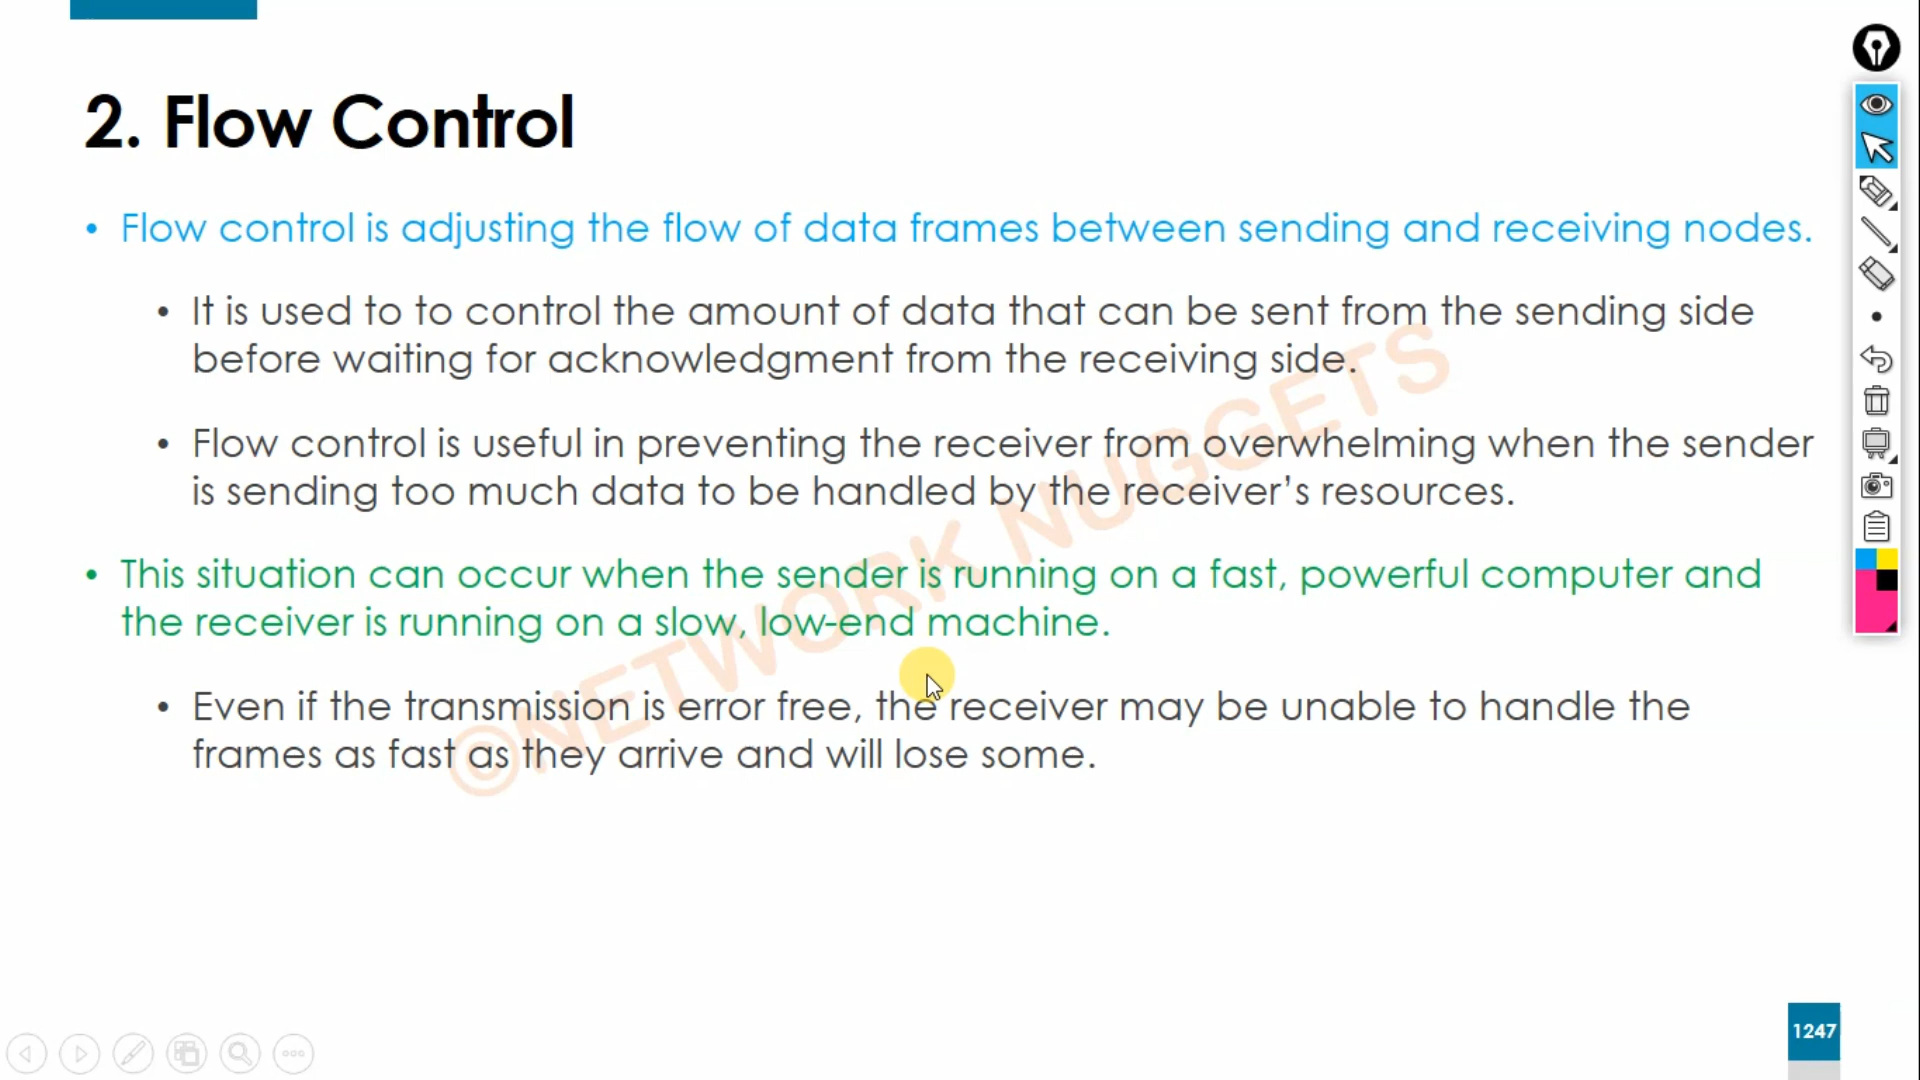 2. Flow Control
• Flow control is adjusting the flow of data frames between sending and receiving nodes.
• It is used to to control the amount of data that can be sent from the sending side
before waiting for acknowledgment from the receiving side.
• Flow control is useful in preventing the receiver from overwhelming when the sender
is sending too much data to be handled by the receiver’s resources.
• This situation can occur when the sender is running on a fast, powerful computer and
the receiver is running on a slow, low-end machine.
• Even if the transmission is error free, the receiver may be unable to handle the
frames as fast as they arrive and will lose some.
©NETWORK NUGGETS
1247